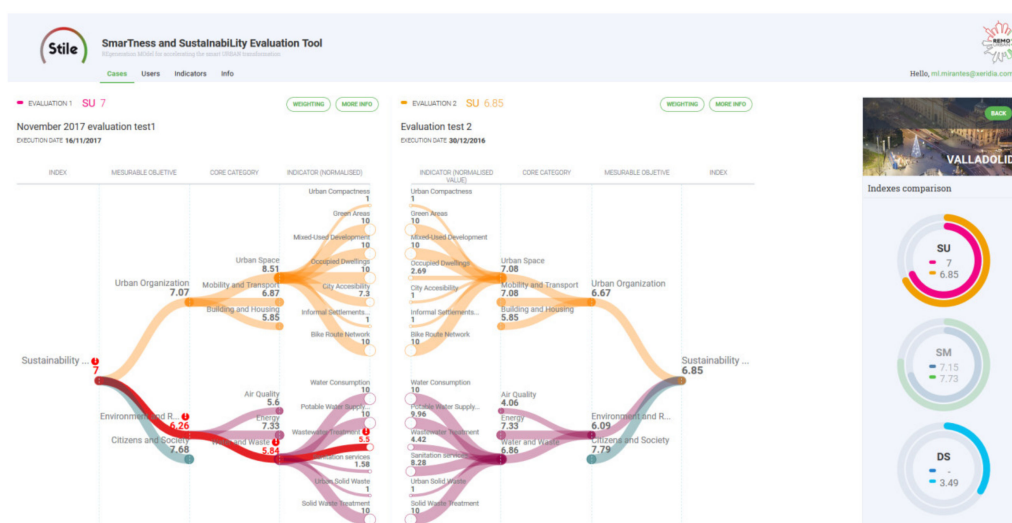 Stile
SmarTness and SustaInabiLity Evaluation Tool
REgeneration MOdel for accelerating the smart URBAN transformation
Cases Users Indicators Info
REMO
Hello, ml.mirantes@xeridia.com
EVALUATION 1 SU 7
WEIGHTING MORE INFO
November 2017 evaluation test1
EXECUTION DATE 16/11/2017
INDEX MESURABLE OBJETIVE CORE CATEGORY INDICATOR (NORMALISED)
Urban Compactness
1
Green Areas
10
Mixed-Used Development
10
Occupied Dwellings
10
City Accesibility
7.3
Informal Settlements...
1
Bike Route Network
10
Urban Space
8.51
Mobility and Transport
6.87
Building and Housing
5.85
Urban Organization
7.07
Sustainability ...
7
Environment and R...
6.26
Citizens and Society
7.68
Air Quality
5.6
Energy
7.33
Water and Waste
5.84
Water Consumption
10
Potable Water Supply...
10
Wastewater Treatment
5.5
Sanitation services
1.58
Urban Solid Waste
1
Solid Waste Treatment
10
EVALUATION 2 SU 6.85
WEIGHTING MORE INFO
Evaluation test 2
EXECUTION DATE 30/12/2016
INDICATOR (NORMALISED
VALUE)
CORE CATEGORY MESURABLE OBJETIVE INDEX
Urban Compactness
1
Green Areas
10
Mixed-Used Development
10
Occupied Dwellings
2.69
City Accesibility
1
Informal Settlements...
1
Bike Route Network
10
Urban Space
7.08
Mobility and Transport
7.08
Building and Housing
5.85
Urban Organization
6.67
Sustainability ...
6.85
Water Consumption
10
Potable Water Supply...
9.96
Wastewater Treatment
4.42
Sanitation services
8.28
Urban Solid Waste
1
Solid Waste Treatment
10
Air Quality
4.06
Energy
7.33
Water and Waste
6.86
Environment and R...
6.09
Citizens and Society
7.79
BACK
VALLADOLID
Indexes comparison
SU
7
6.85
SM
7.15
7.73
DS
-
3.49